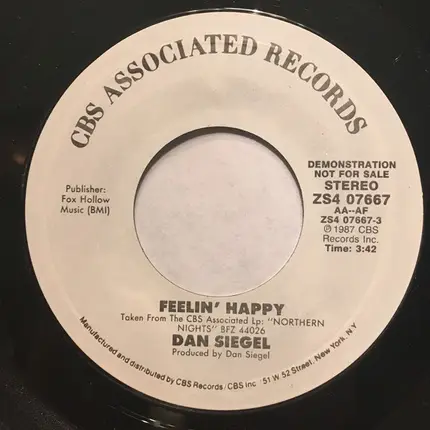 CBS ASSOCIATED RECORDS
Publisher:
Fox Hollow
Music (BMI)
DEMONSTRATION
NOT FOR SALE
STEREO
ZS4 07667
AA--AF
ZS4 07667-3
℗ 1987 CBS
Records Inc.
Time: 3:42
FEELIN' HAPPY
Taken From The CBS Associated Lp: "NORTHERN
NIGHTS" BFZ 44026
DAN SIEGEL
Produced by Dan Siegel
Manufactured and distributed by CBS Records/CBS Inc 51 W 52 Street, New York, N.Y.